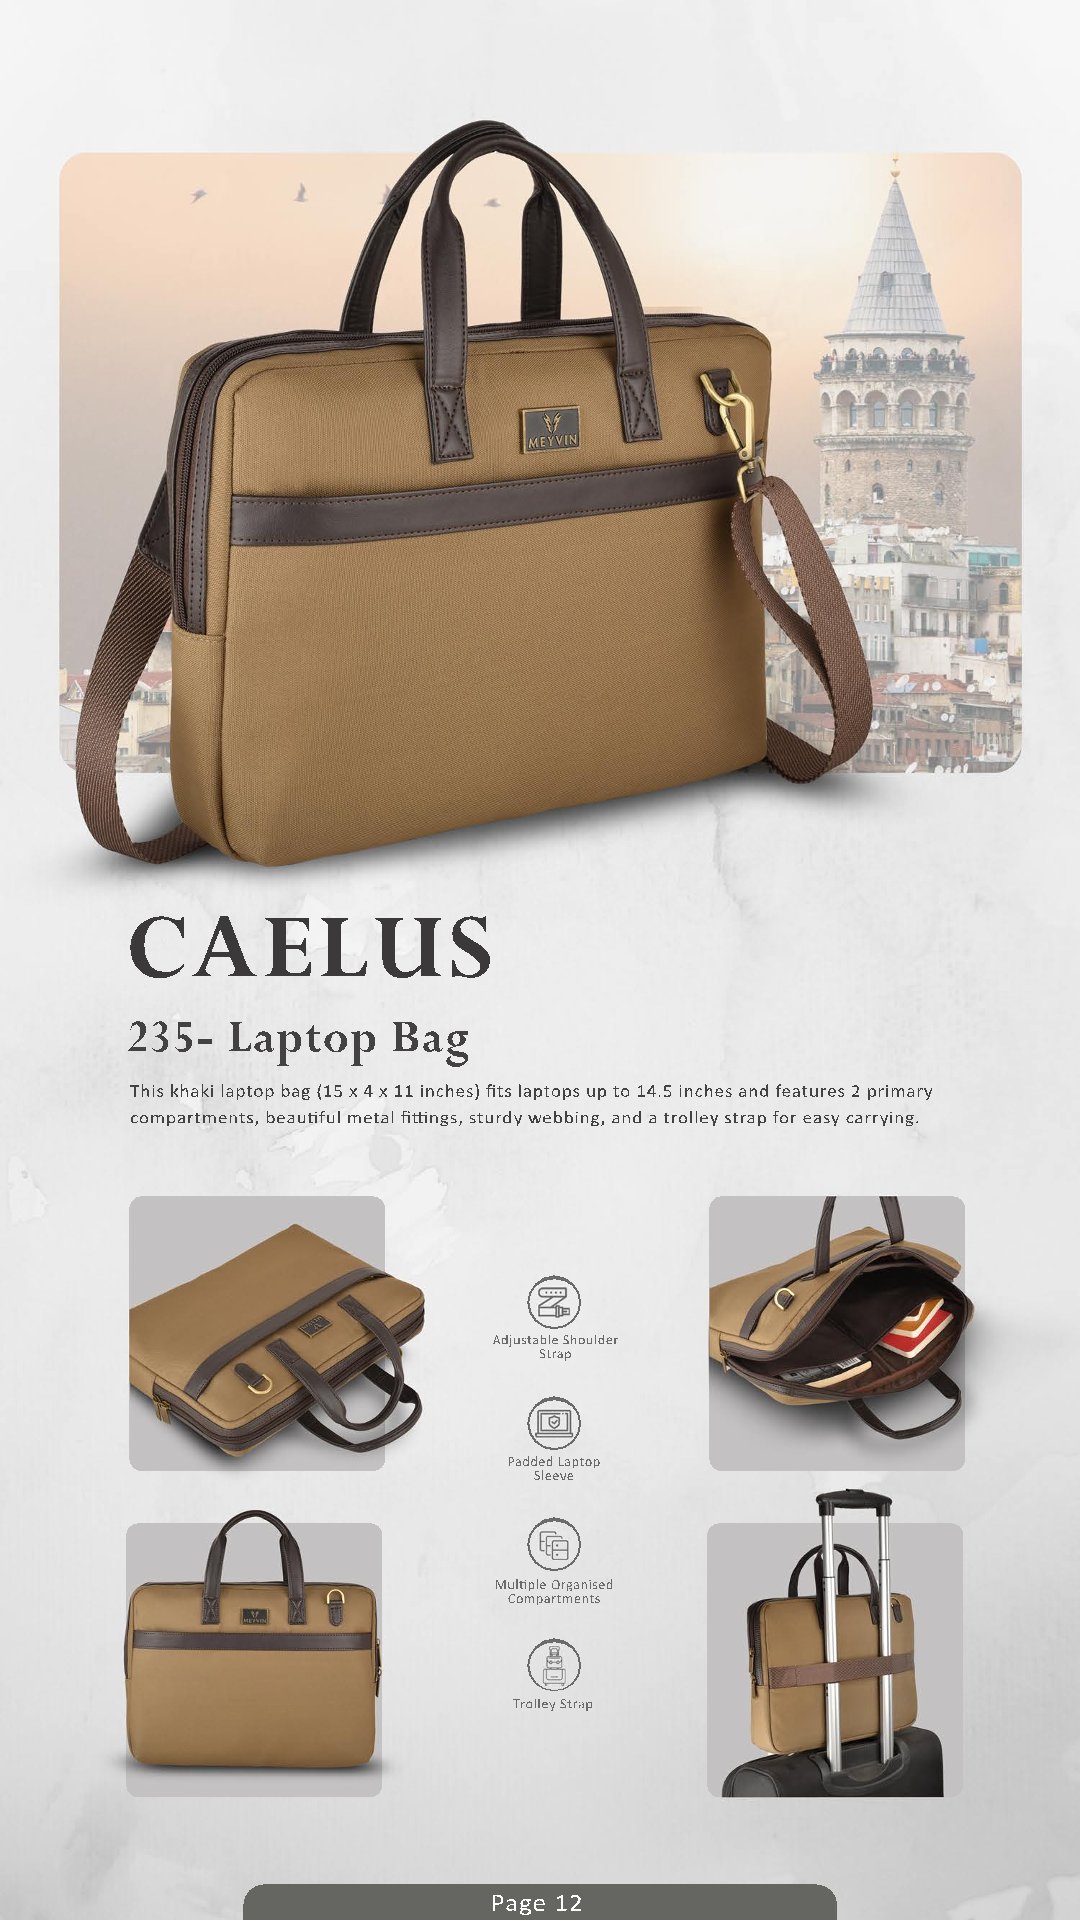 MEYVIN
CAELUS
235- Laptop Bag
This khaki laptop bag (15 x 4 x 11 inches) fits laptops up to 14.5 inches and features 2 primary
compartments, beautiful metal fittings, sturdy webbing, and a trolley strap for easy carrying.
Adjustable Shoulder
Strap
Padded Laptop
Sleeve
Multiple Organised
Compartments
Trolley Strap
MEYVIN
Page 12